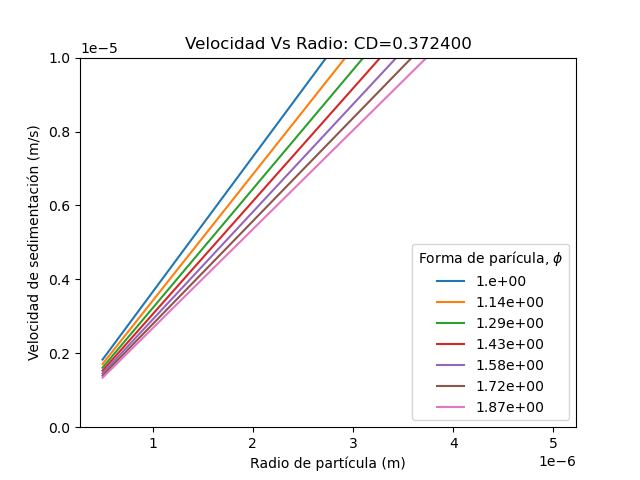 Velocidad Vs Radio: CD=0.372400
1e−5
1.0
0.8
0.6
0.4
0.2
0.0
Velocidad de sedimentación (m/s)
Forma de parícula, ϕ
1.e+00
1.14e+00
1.29e+00
1.43e+00
1.58e+00
1.72e+00
1.87e+00
1 2 3 4 5
1e−6
Radio de partícula (m)